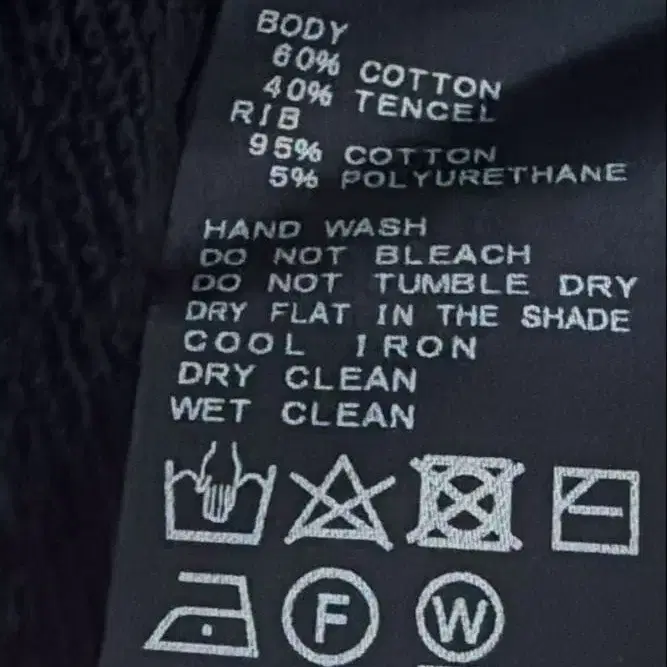 BODY
60% COTTON
40% TENCEL
RIB
95% COTTON
5% POLYURETHANE
HAND WASH
DO NOT BLEACH
DO NOT TUMBLE DRY
DRY FLAT IN THE SHADE
COOL IRON
DRY CLEAN
WET CLEAN
F W